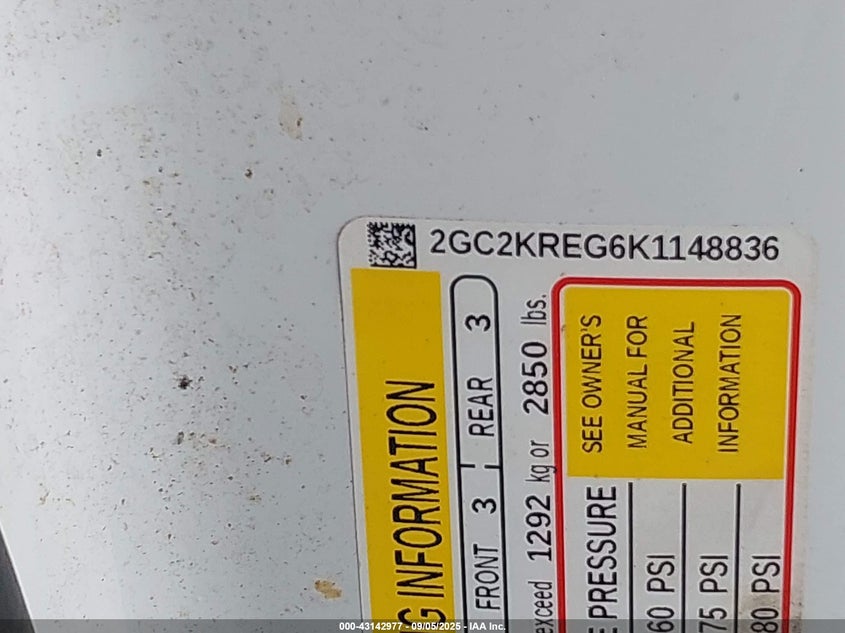 2GC2KREG6K1148836
G INFORMATION
FRONT 3 REAR 3
exceed 1292 kg or 2850 lbs.
E PRESSURE
60 PSI
75 PSI
80 PSI
SEE OWNER'S
MANUAL FOR
ADDITIONAL
INFORMATION
000-43142977 - 09/05/2025 - IAA Inc.